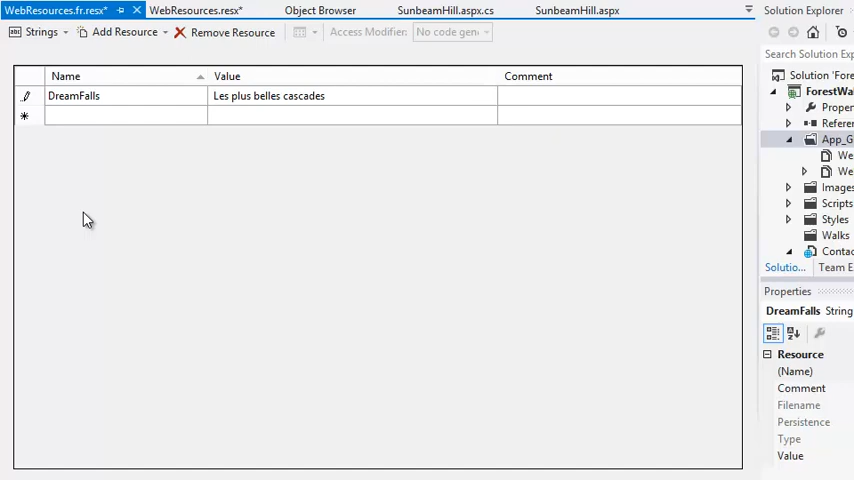 WebResources.fr.resx* WebResources.resx* Object Browser SunbeamHill.aspx.cs SunbeamHill.aspx Solution Explorer
Strings Add Resource Remove Resource Access Modifier: No code gen
Search Solution Exp
Name Value Comment
Solution 'Fore
DreamFalls Les plus belles cascades
ForestWa
Proper
Referen
App_G
We
We
Images
Scripts
Styles
Walks
Contac
Solutio... Team E
Properties
DreamFalls String
Resource
(Name)
Comment
Filename
Persistence
Type
Value